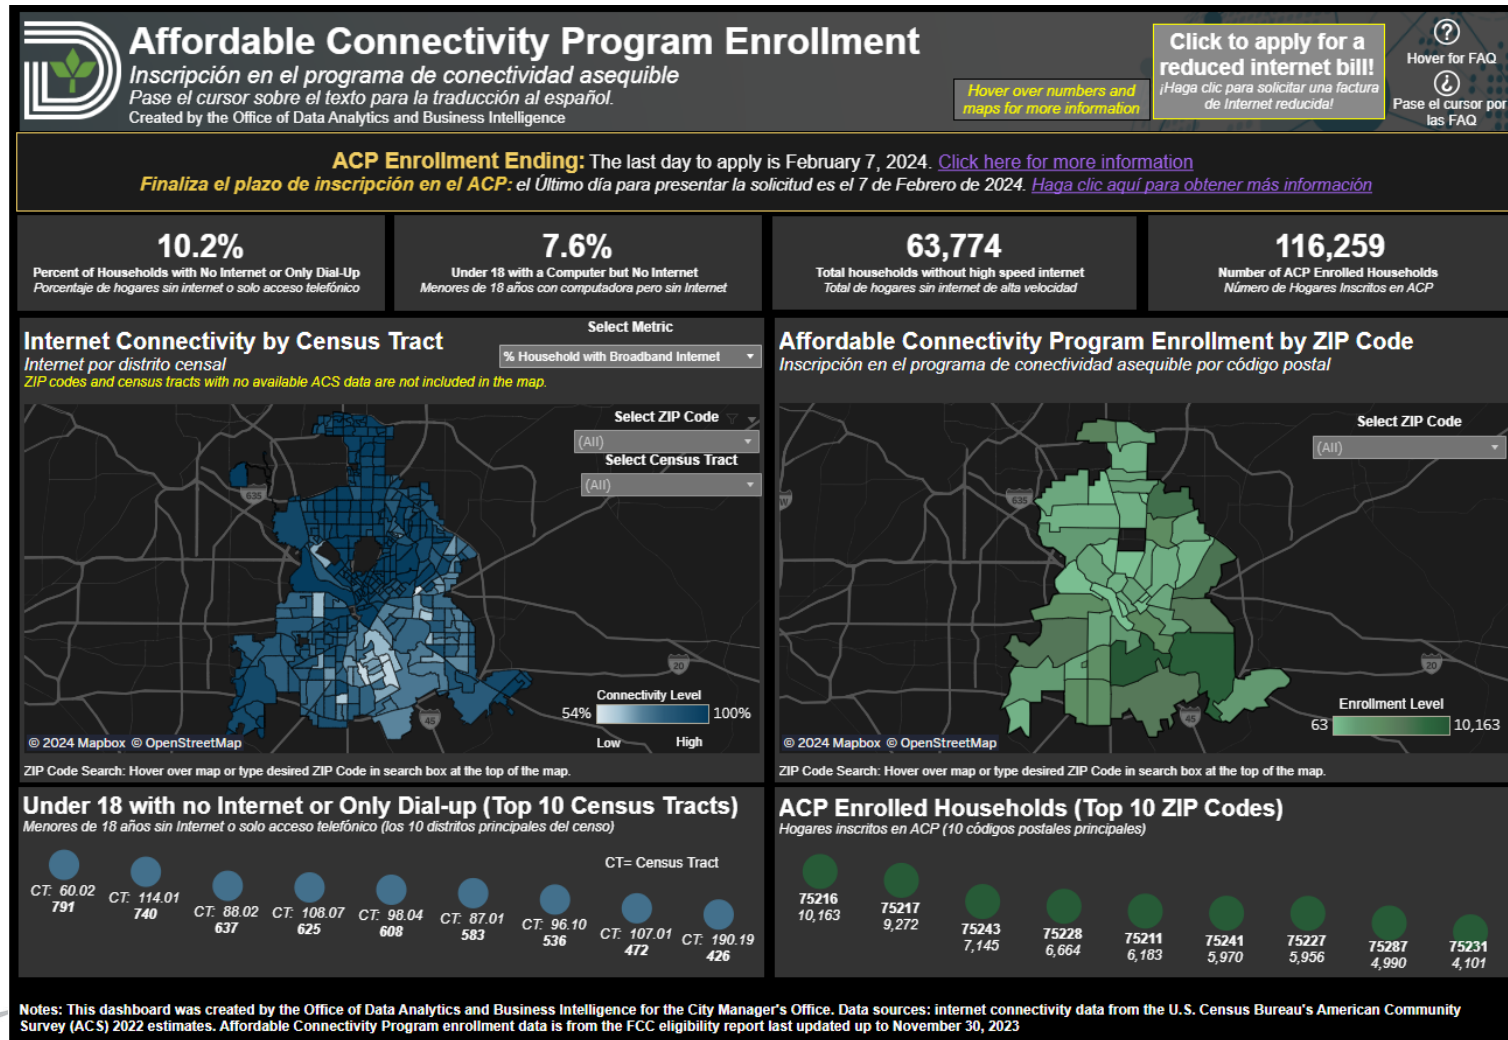 Affordable Connectivity Program Enrollment
Inscripción en el programa de conectividad asequible
Pase el cursor sobre el texto para la traducción al español.
Created by the Office of Data Analytics and Business Intelligence
Hover over numbers and
maps for more information
Click to apply for a
reduced internet bill!
¡Haga clic para solicitar una factura
de Internet reducida!
?
Hover for FAQ
¿
Pase el cursor por
las FAQ
ACP Enrollment Ending: The last day to apply is February 7, 2024. Click here for more information
Finaliza el plazo de inscripción en el ACP: el Último día para presentar la solicitud es el 7 de Febrero de 2024. Haga clic aquí para obtener más información
10.2%
Percent of Households with No Internet or Only Dial-Up
Porcentaje de hogares sin internet o solo acceso telefónico
7.6%
Under 18 with a Computer but No Internet
Menores de 18 años con computadora pero sin Internet
63,774
Total households without high speed internet
Total de hogares sin internet de alta velocidad
116,259
Number of ACP Enrolled Households
Número de Hogares Inscritos en ACP
Internet Connectivity by Census Tract
Internet por distrito censal
ZIP codes and census tracts with no available ACS data are not included in the map.
Select Metric
% Household with Broadband Internet
Select ZIP Code
(All)
Select Census Tract
(All)
635
20
45
Connectivity Level
54% 100%
Low High
© 2024 Mapbox © OpenStreetMap
ZIP Code Search: Hover over map or type desired ZIP Code in search box at the top of the map.
Affordable Connectivity Program Enrollment by ZIP Code
Inscripción en el programa de conectividad asequible por código postal
Select ZIP Code
(All)
W
635
20
45
Enrollment Level
63 10,163
© 2024 Mapbox © OpenStreetMap
ZIP Code Search: Hover over map or type desired ZIP Code in search box at the top of the map.
Under 18 with no Internet or Only Dial-up (Top 10 Census Tracts)
Menores de 18 años sin Internet o solo acceso telefónico (los 10 distritos principales del censo)
CT= Census Tract
CT: 60.02
791
CT: 114.01
740
CT: 88.02
637
CT: 108.07
625
CT: 98.04
608
CT: 87.01
583
CT: 96.10
536
CT: 107.01
472
CT: 190.19
426
ACP Enrolled Households (Top 10 ZIP Codes)
Hogares inscritos en ACP (10 códigos postales principales)
75216
10,163
75217
9,272
75243
7,145
75228
6,664
75211
6,183
75241
5,970
75227
5,956
75287
4,990
75231
4,101
Notes: This dashboard was created by the Office of Data Analytics and Business Intelligence for the City Manager's Office. Data sources: internet connectivity data from the U.S. Census Bureau's American Community
Survey (ACS) 2022 estimates. Affordable Connectivity Program enrollment data is from the FCC eligibility report last updated up to November 30, 2023